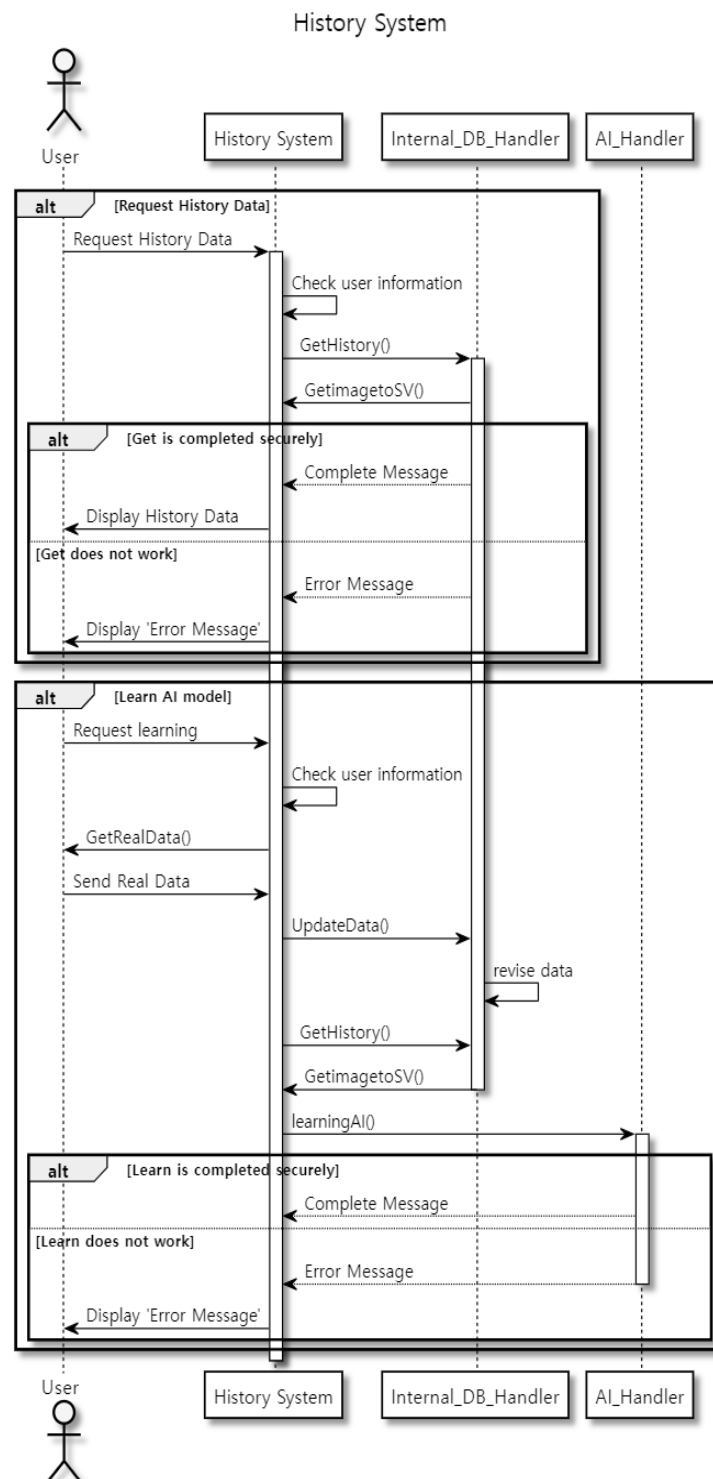 History System
User
History System
Internal_DB_Handler
AI_Handler
alt
[Request History Data]
Request History Data
Check user information
GetHistory()
GetimagetoSV()
alt
[Get is completed securely]
Complete Message
Display History Data
[Get does not work]
Error Message
Display 'Error Message'
alt
[Learn AI model]
Request learning
Check user information
GetRealData()
Send Real Data
UpdateData()
revise data
GetHistory()
GetimagetoSV()
learningAI()
alt
[Learn is completed securely]
Complete Message
[Learn does not work]
Error Message
Display 'Error Message'
User
History System
Internal_DB_Handler
AI_Handler